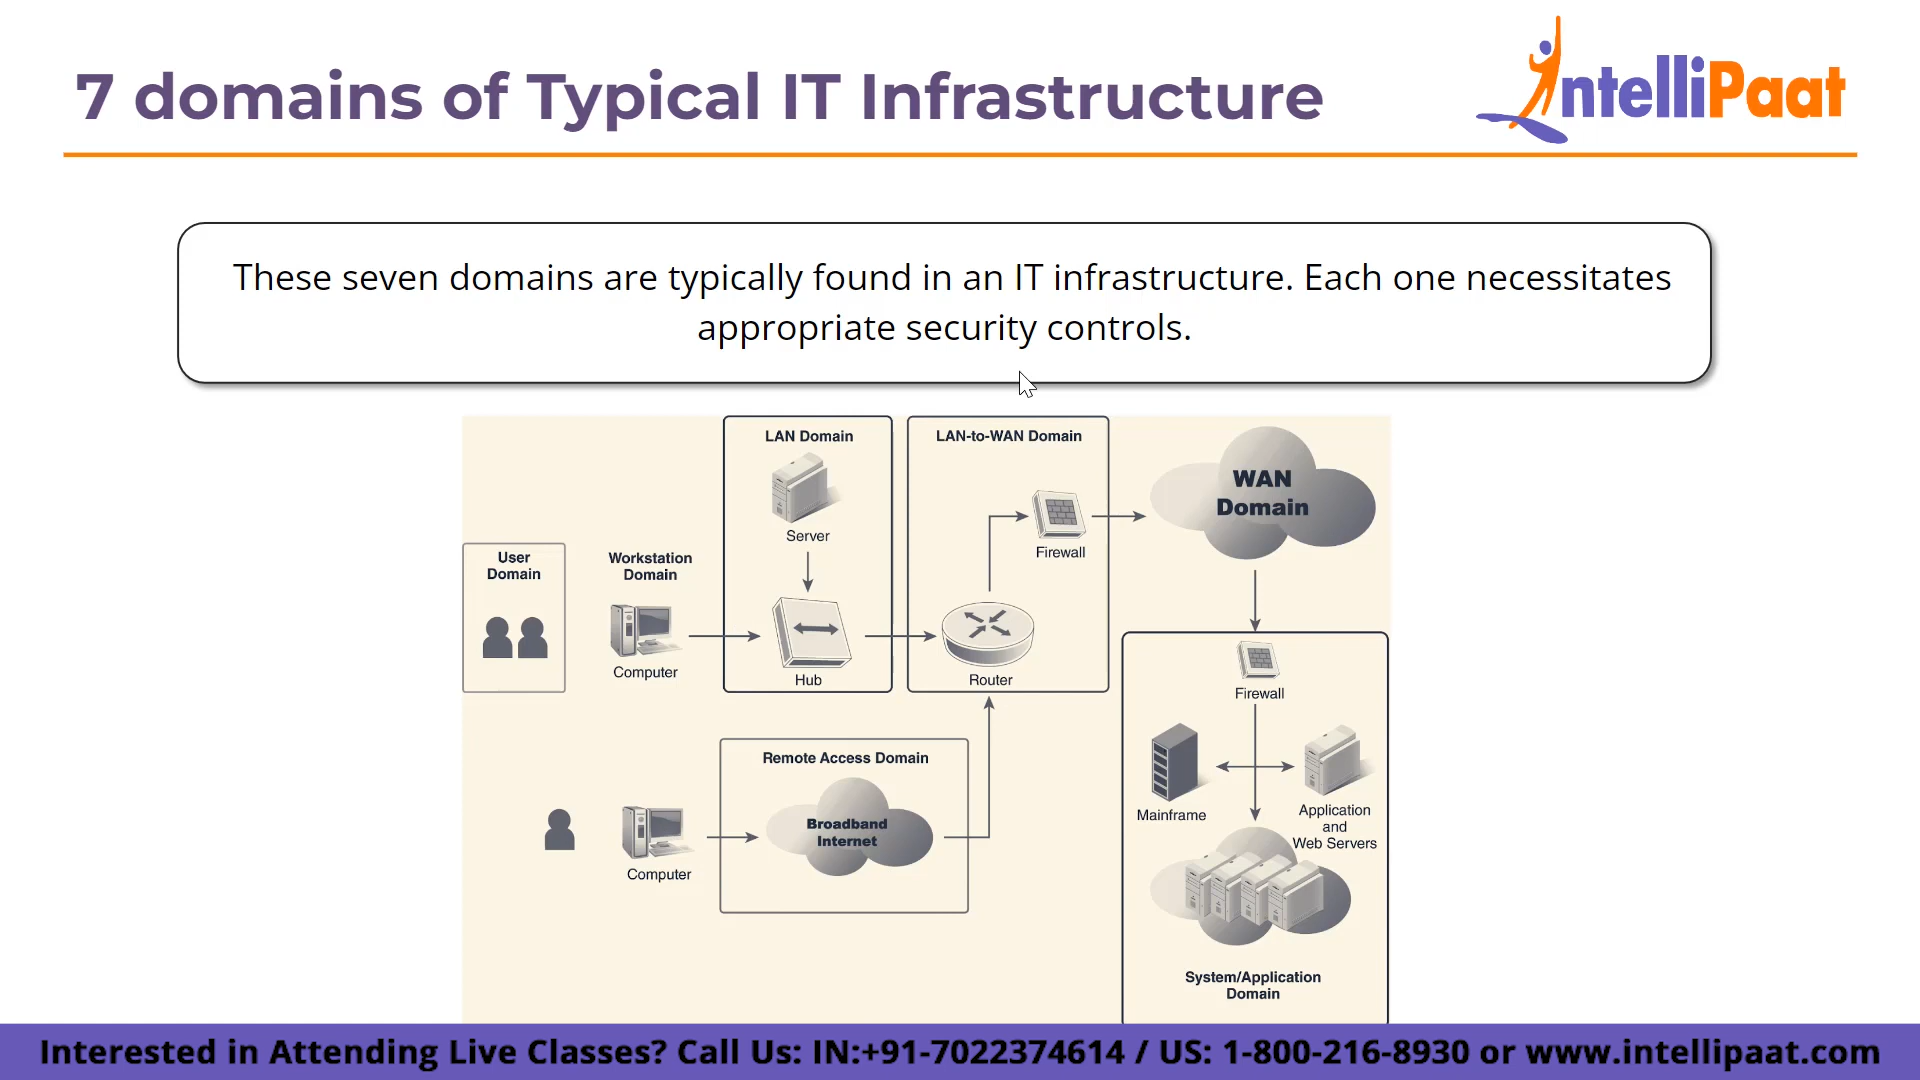 7 domains of Typical IT Infrastructure
IntelliPaat
These seven domains are typically found in an IT infrastructure. Each one necessitates
appropriate security controls.
LAN Domain
Server
Hub
LAN-to-WAN Domain
Firewall
Router
WAN
Domain
User
Domain
Workstation
Domain
Computer
Remote Access Domain
Broadband
Internet
Computer
Firewall
Mainframe
Application
and
Web Servers
System/Application
Domain
Interested in Attending Live Classes? Call Us: IN:+91-7022374614 / US: 1-800-216-8930 or www.intellipaat.com